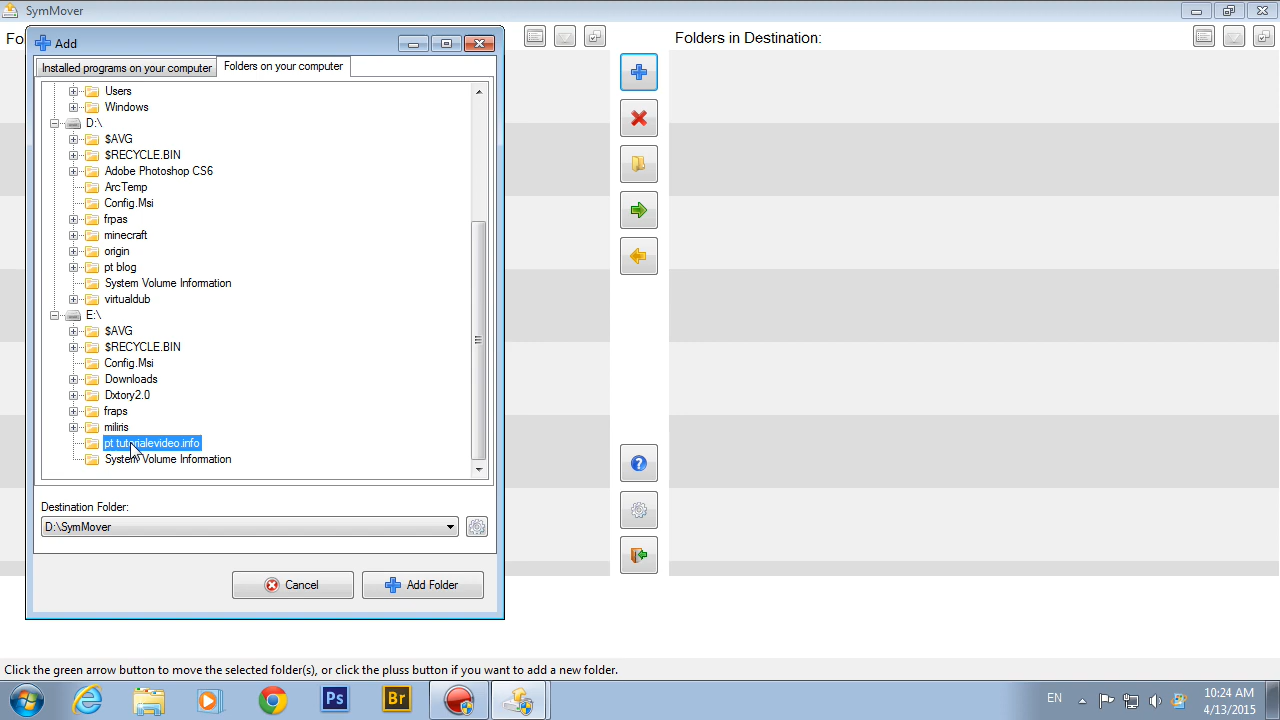 SymMover
Fo
Folders in Destination:
Add
Installed programs on your computer
Folders on your computer
Users
Windows
D:\
$AVG
$RECYCLE.BIN
Adobe Photoshop CS6
ArcTemp
Config.Msi
frpas
minecraft
origin
pt blog
System Volume Information
virtualdub
E:\
$AVG
$RECYCLE.BIN
Config.Msi
Downloads
Dxtory2.0
fraps
miliris
pt tutorialevideo.info
System Volume Information
Destination Folder:
D:\SymMover
Cancel
Add Folder
Click the green arrow button to move the selected folder(s), or click the pluss button if you want to add a new folder.
Ps
Br
EN
10:24 AM
4/13/2015